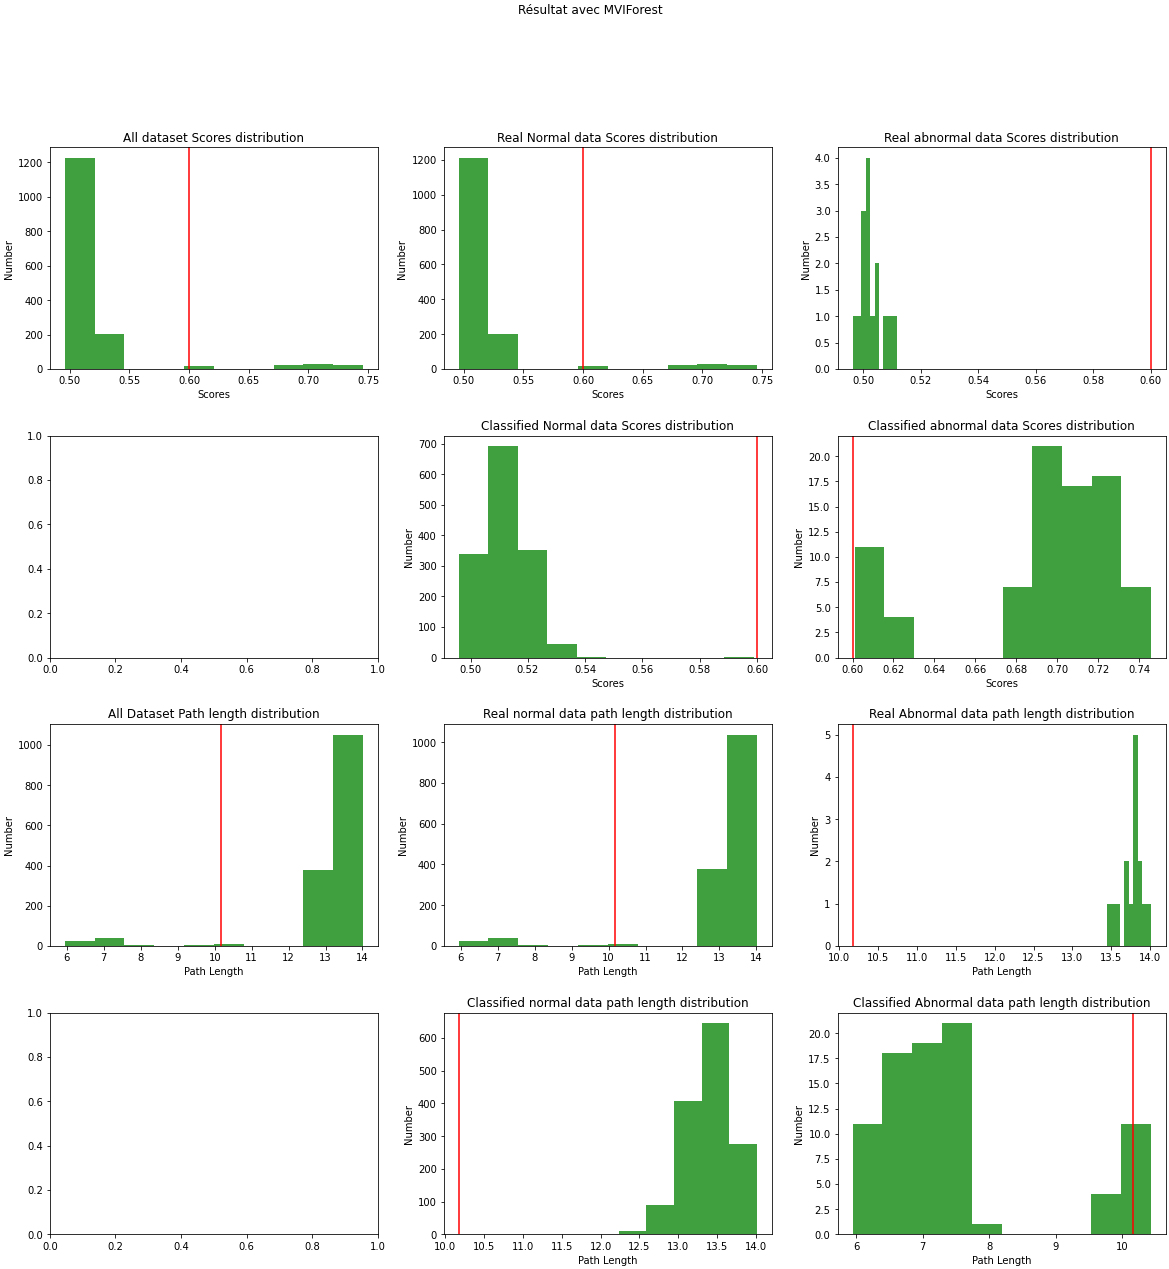 Résultat avec MVIForest
All dataset Scores distribution
Number
1200
1000
800
600
400
200
0
0.50 0.55 0.60 0.65 0.70 0.75
Scores
Real Normal data Scores distribution
Number
1200
1000
800
600
400
200
0
0.50 0.55 0.60 0.65 0.70 0.75
Scores
Real abnormal data Scores distribution
Number
4.0
3.5
3.0
2.5
2.0
1.5
1.0
0.5
0.0
0.50 0.52 0.54 0.56 0.58 0.60
Scores
1.0
0.8
0.6
0.4
0.2
0.0
0.0 0.2 0.4 0.6 0.8 1.0
Classified Normal data Scores distribution
Number
700
600
500
400
300
200
100
0
0.50 0.52 0.54 0.56 0.58 0.60
Scores
Classified abnormal data Scores distribution
Number
20.0
17.5
15.0
12.5
10.0
7.5
5.0
2.5
0.0
0.60 0.62 0.64 0.66 0.68 0.70 0.72 0.74
Scores
All Dataset Path length distribution
Number
1000
800
600
400
200
0
6 7 8 9 10 11 12 13 14
Path Length
Real normal data path length distribution
Number
1000
800
600
400
200
0
6 7 8 9 10 11 12 13 14
Path Length
Real Abnormal data path length distribution
Number
5
4
3
2
1
0
10.0 10.5 11.0 11.5 12.0 12.5 13.0 13.5 14.0
Path Length
1.0
0.8
0.6
0.4
0.2
0.0
0.0 0.2 0.4 0.6 0.8 1.0
Classified normal data path length distribution
Number
600
500
400
300
200
100
0
10.0 10.5 11.0 11.5 12.0 12.5 13.0 13.5 14.0
Path Length
Classified Abnormal data path length distribution
Number
20.0
17.5
15.0
12.5
10.0
7.5
5.0
2.5
0.0
6 7 8 9 10
Path Length